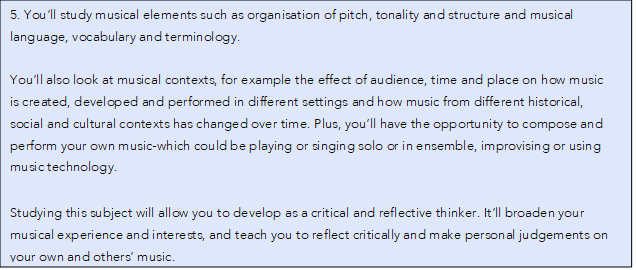 5. You'll study musical elements such as organisation of pitch, tonality and structure and musical
language, vocabulary and terminology.
You'll also look at musical contexts, for example the effect of audience, time and place on how music
is created, developed and performed in different settings and how music from different historical,
social and cultural contexts has changed over time. Plus, you'll have the opportunity to compose and
perform your own music-which could be playing or singing solo or in ensemble, improvising or using
music technology.
Studying this subject will allow you to develop as a critical and reflective thinker. It'll broaden your
musical experience and interests, and teach you to reflect critically and make personal judgements on
your own and others' music.